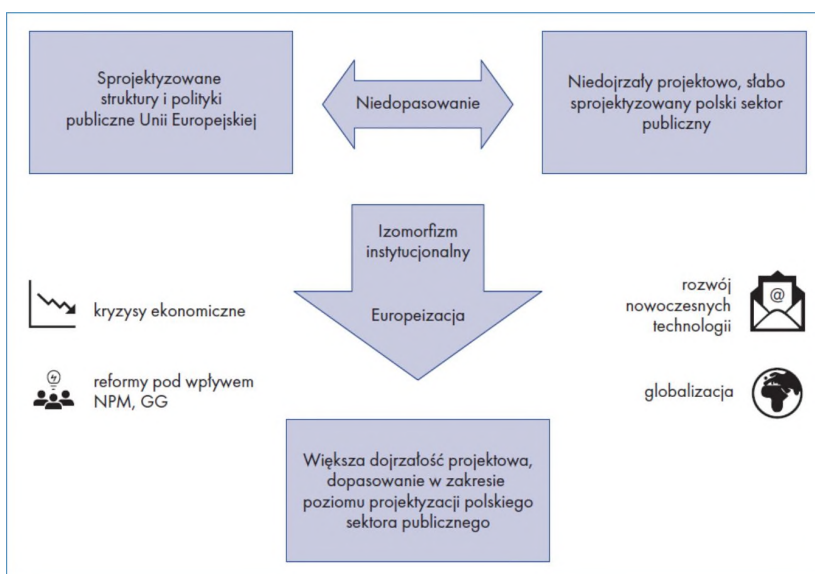 Sprojektyzowane
struktury i polityki
publiczne Unii Europejskiej
Niedopasowanie
Niedojrzały projektowo, słabo
sprojektyzowany polski sektor
publiczny
Izomorfizm
instytucjonalny
Europeizacja
kryzysy ekonomiczne
reformy pod wpływem
NPM, GG
rozwój
nowoczesnych
technologii
@
globalizacja
Większa dojrzałość projektowa,
dopasowanie w zakresie
poziomu projektyzacji polskiego
sektora publicznego